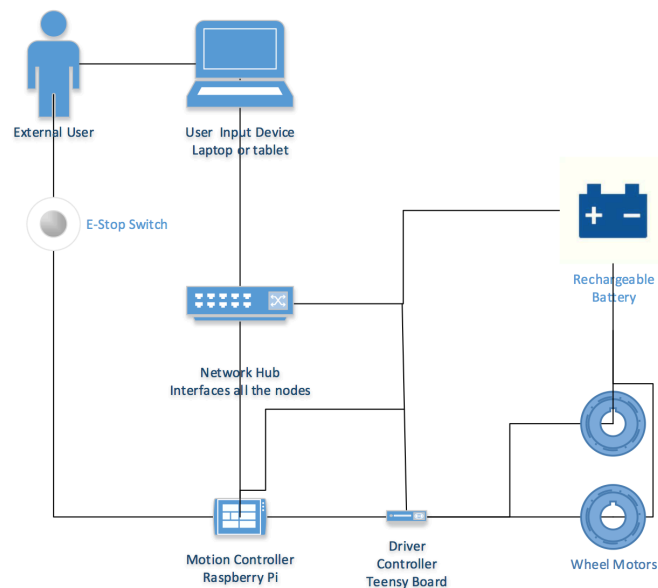 External User
User Input Device
Laptop or tablet
E-Stop Switch
+ −
Rechargeable
Battery
Network Hub
Interfaces all the nodes
Motion Controller
Raspberry Pi
Driver
Controller
Teensy Board
Wheel Motors